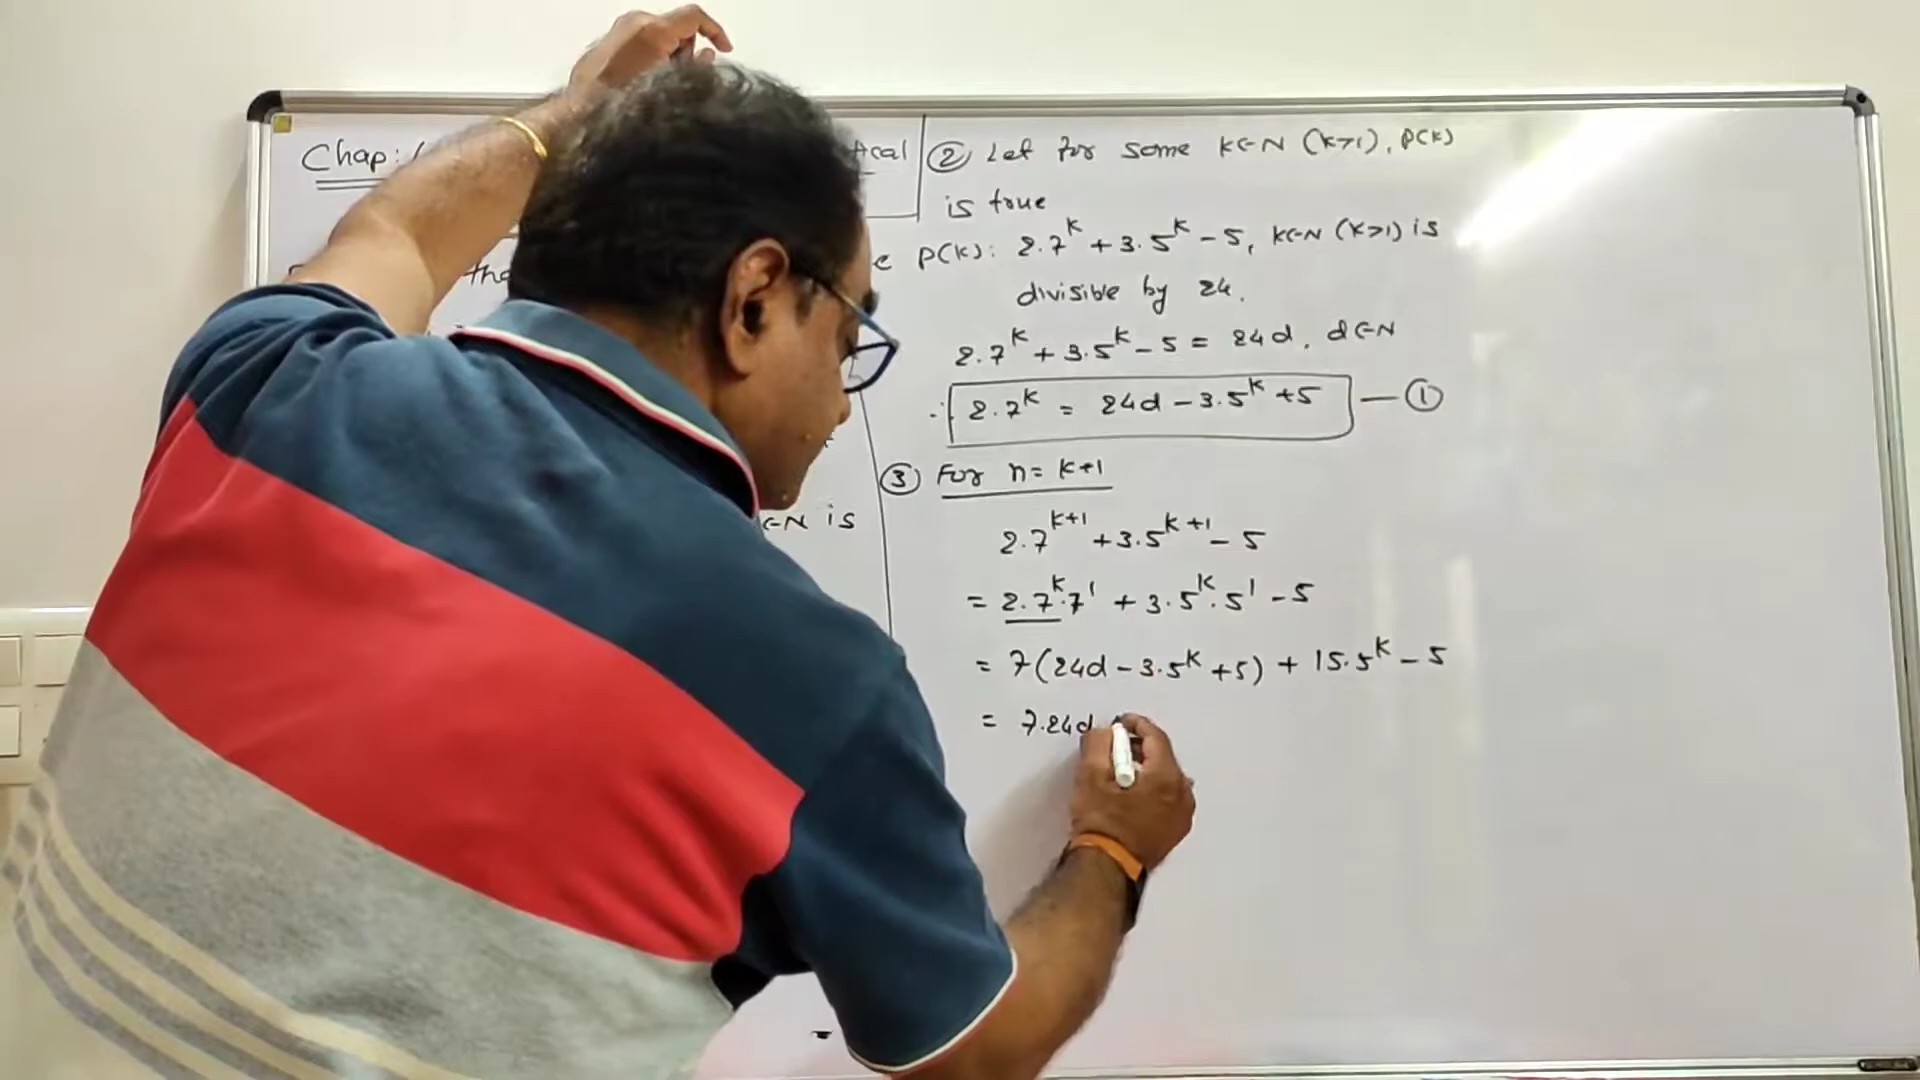 Chap:
② Let for some k∈N (k>1), P(k)
is true
P(k): 2.7^k + 3.5^k - 5, k∈N (k>1) is
divisible by 24.
2.7^k + 3.5^k - 5 = 24d, d∈N
∴ 2.7^k = 24d - 3.5^k + 5 — ①
∈N is
③ For n = k+1
2.7^{k+1} + 3.5^{k+1} - 5
= 2.7^k.7^1 + 3.5^k.5^1 - 5
= 7(24d - 3.5^k + 5) + 15.5^k - 5
= 7.24d